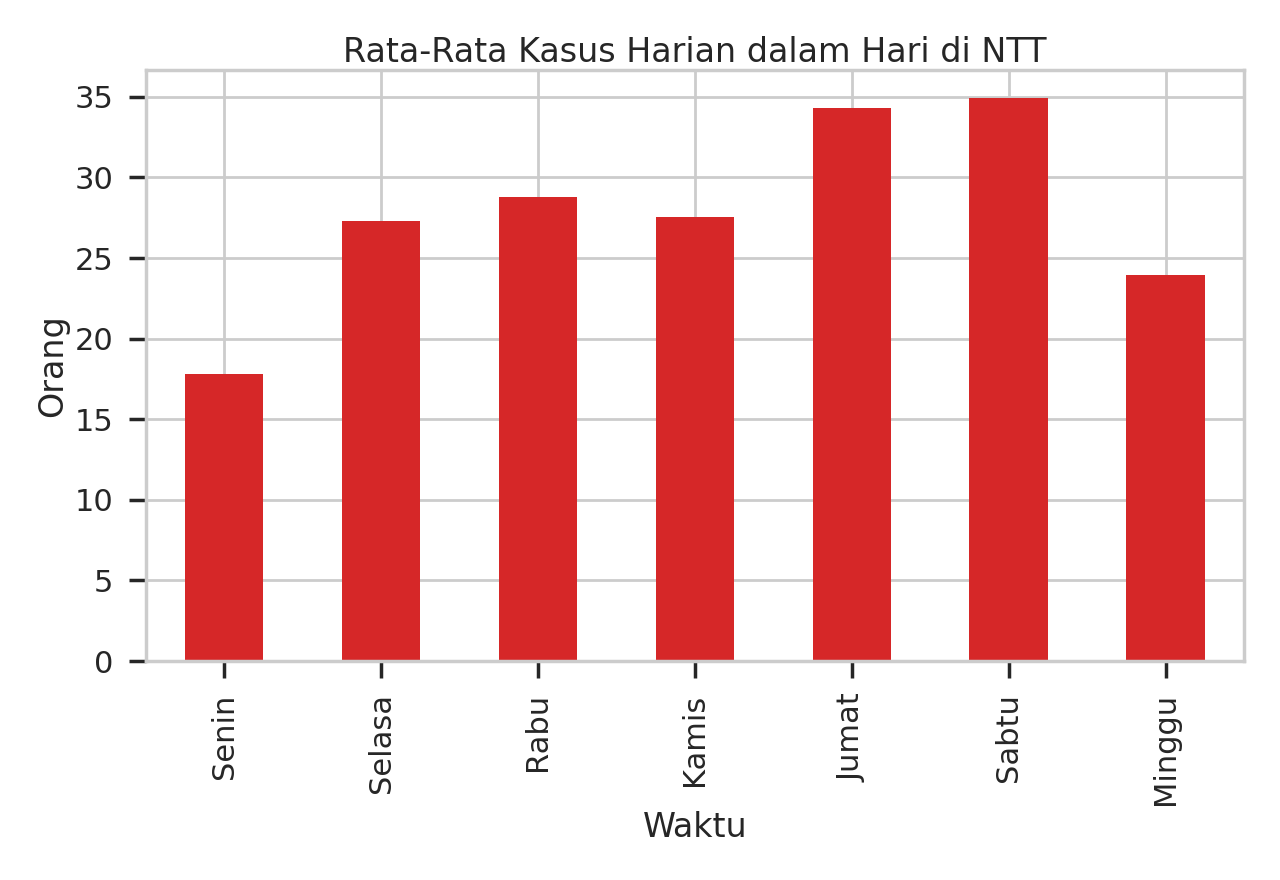 Rata-Rata Kasus Harian dalam Hari di NTT
35
30
25
20
15
10
5
0
Orang
Senin
Selasa
Rabu
Kamis
Jumat
Sabtu
Minggu
Waktu